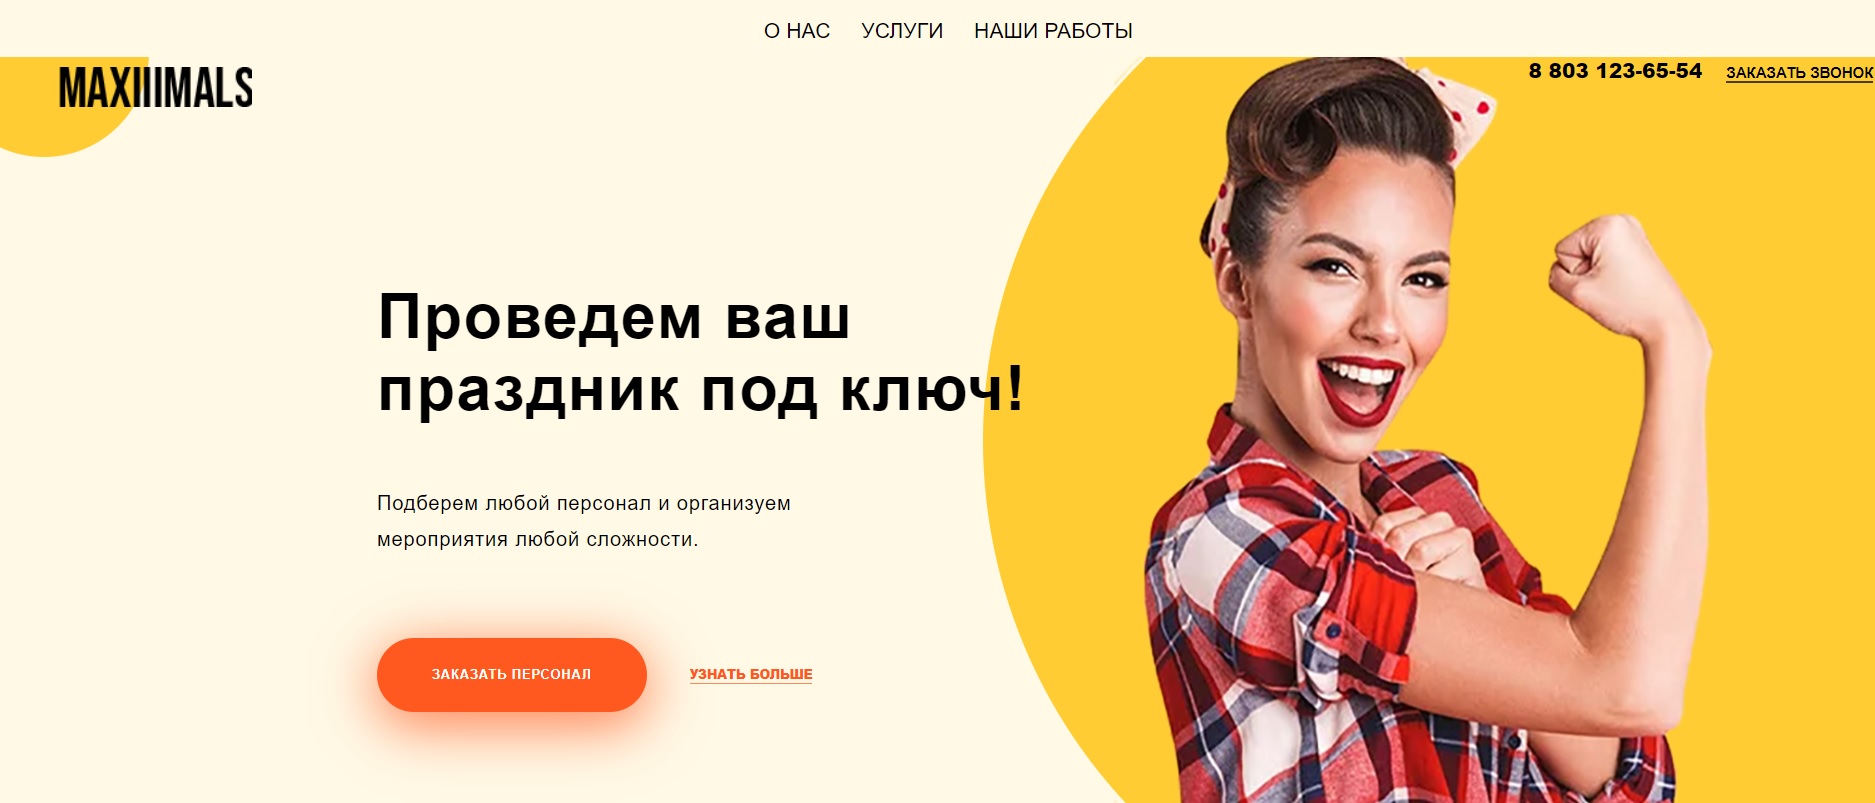 О НАС УСЛУГИ НАШИ РАБОТЫ
MAXIIIMALS
8 803 123-65-54 ЗАКАЗАТЬ ЗВОНОК
Проведем ваш
праздник под ключ!
Подберем любой персонал и организуем
мероприятия любой сложности.
ЗАКАЗАТЬ ПЕРСОНАЛ УЗНАТЬ БОЛЬШЕ